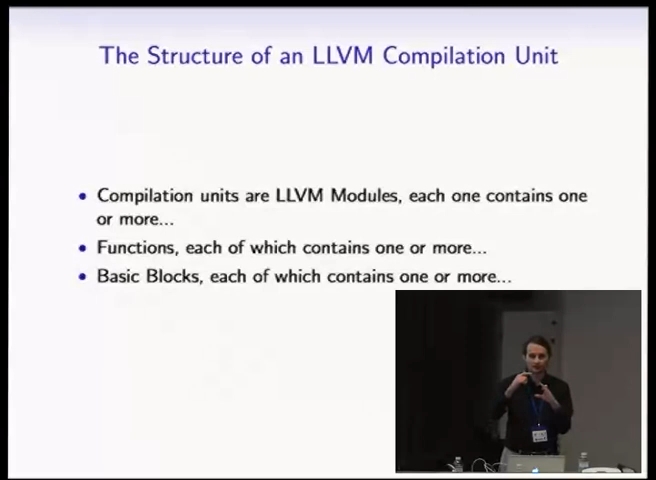 The Structure of an LLVM Compilation Unit
• Compilation units are LLVM Modules, each one contains one
or more...
• Functions, each of which contains one or more...
• Basic Blocks, each of which contains one or more...